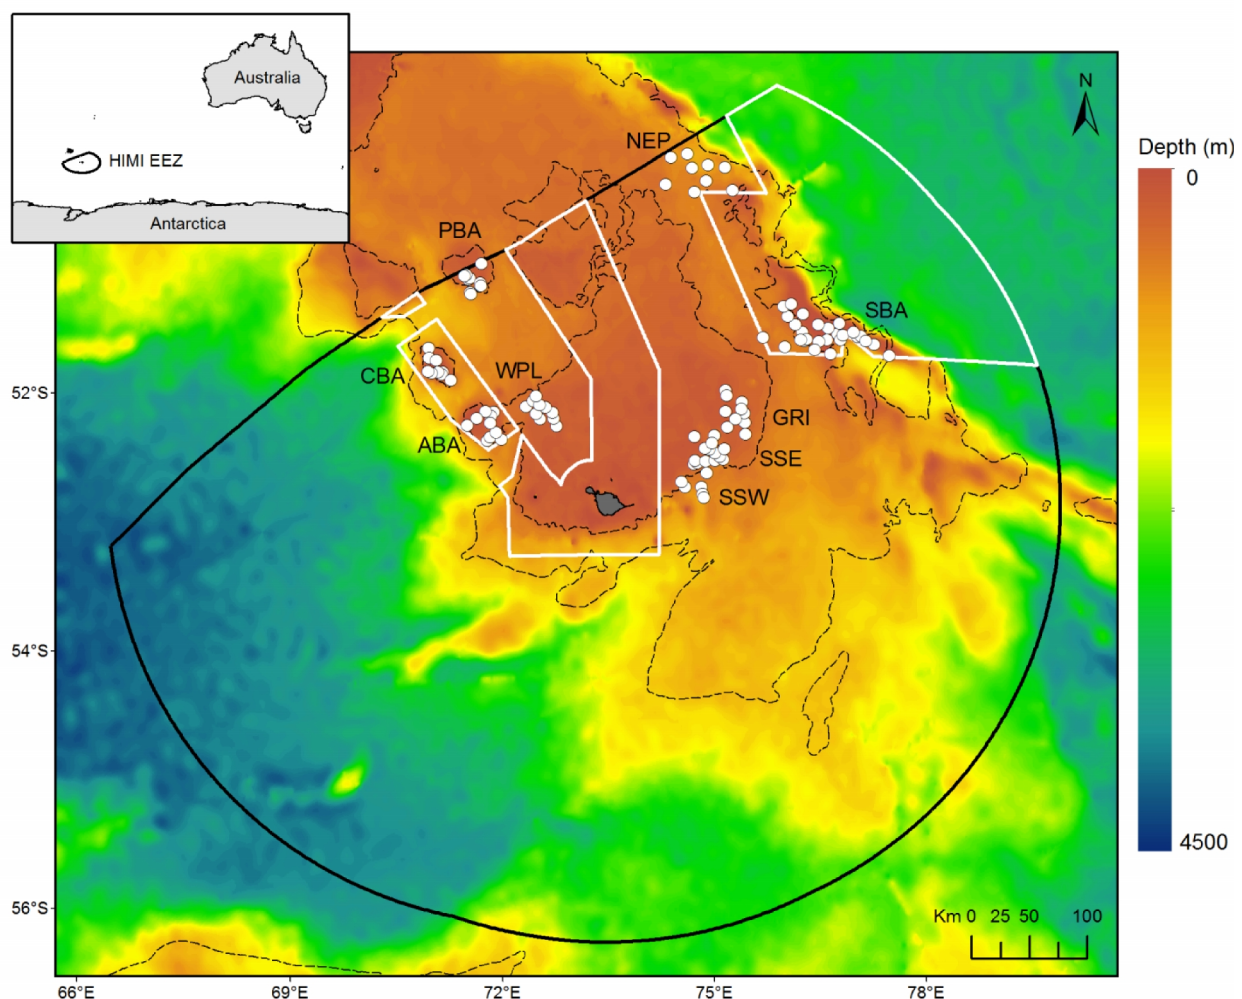 Australia
HIMI EEZ
Antarctica
N
NEP
Depth (m)
0
PBA
SBA
CBA
WPL
52°S
GRI
ABA
SSE
SSW
54°S
4500
56°S
Km 0 25 50 100
66°E 69°E 72°E 75°E 78°E